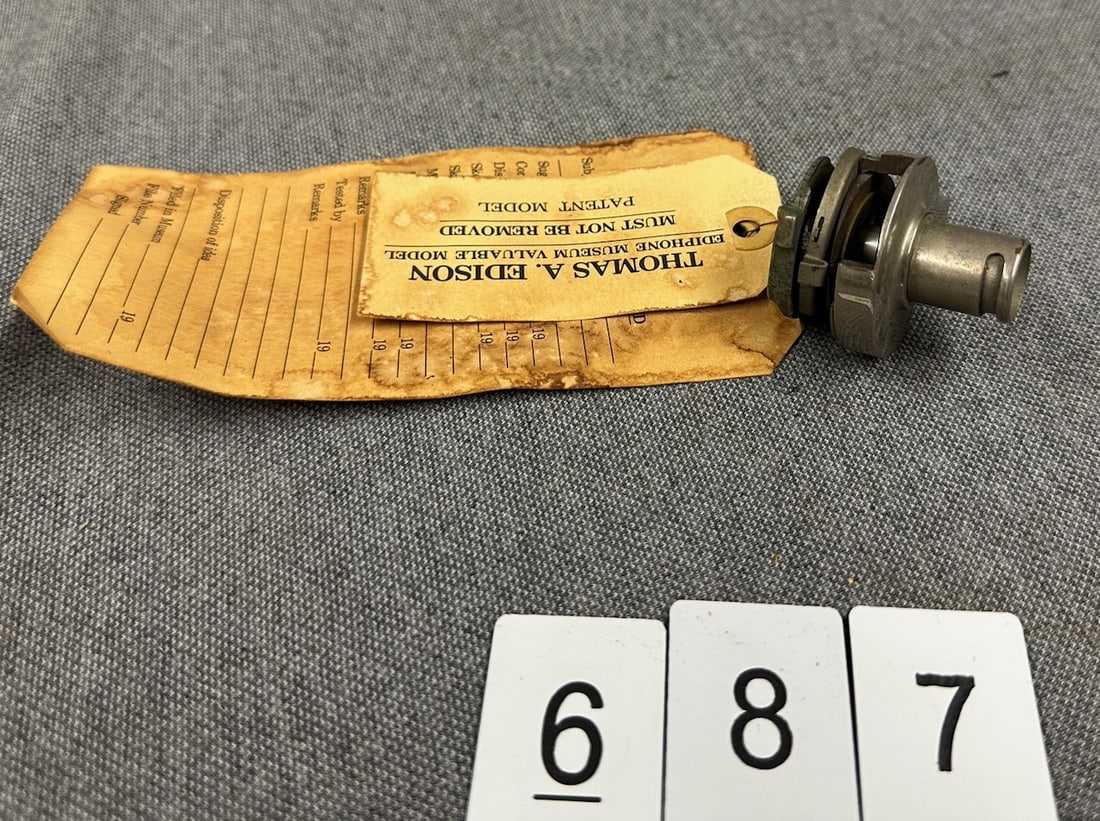 THOMAS A. EDISON
EDIPHONE MUSEUM VALUABLE MODEL
MUST NOT BE REMOVED
PATENT MODEL
Remarks
Tested by
Remarks
19
19
19
19
19
19
Disposition of idea
Filed in Museum
File Number
Signed
19
6 8 7